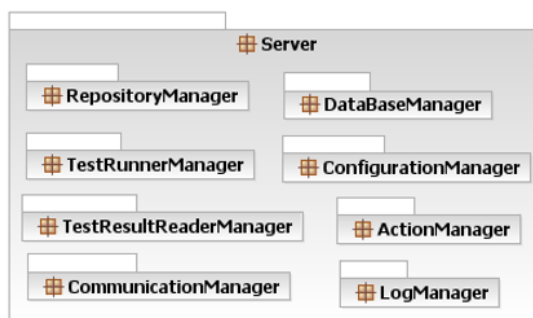 Server
RepositoryManager
DataBaseManager
TestRunnerManager
ConfigurationManager
TestResultReaderManager
ActionManager
CommunicationManager
LogManager